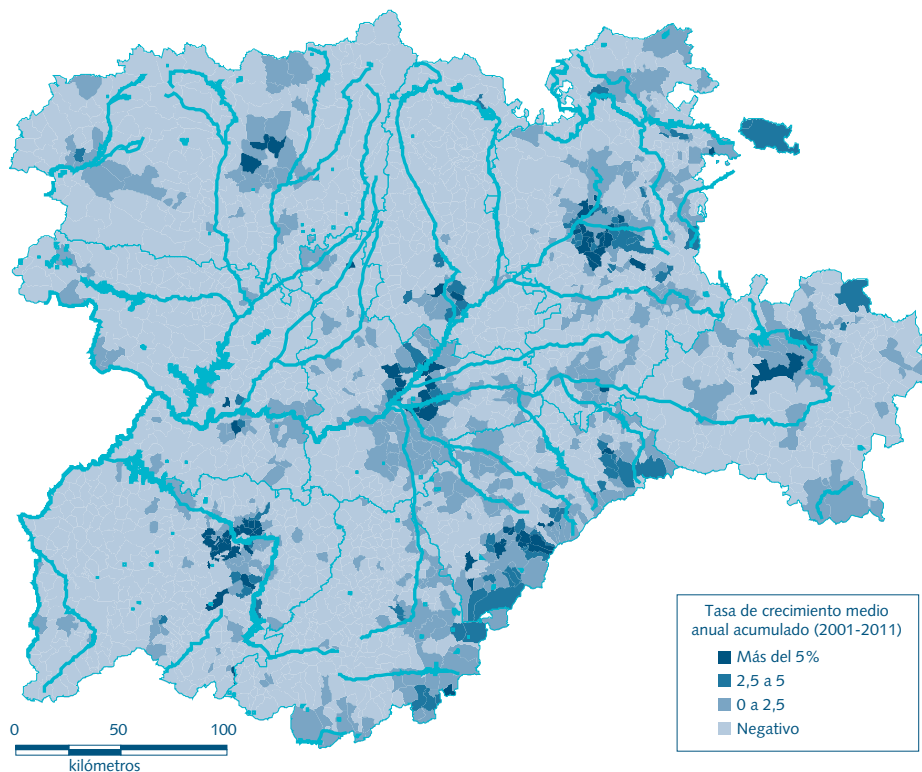 Tasa de crecimiento medio
anual acumulado (2001-2011)
Más del 5%
2,5 a 5
0 a 2,5
Negativo
0 50 100
kilómetros